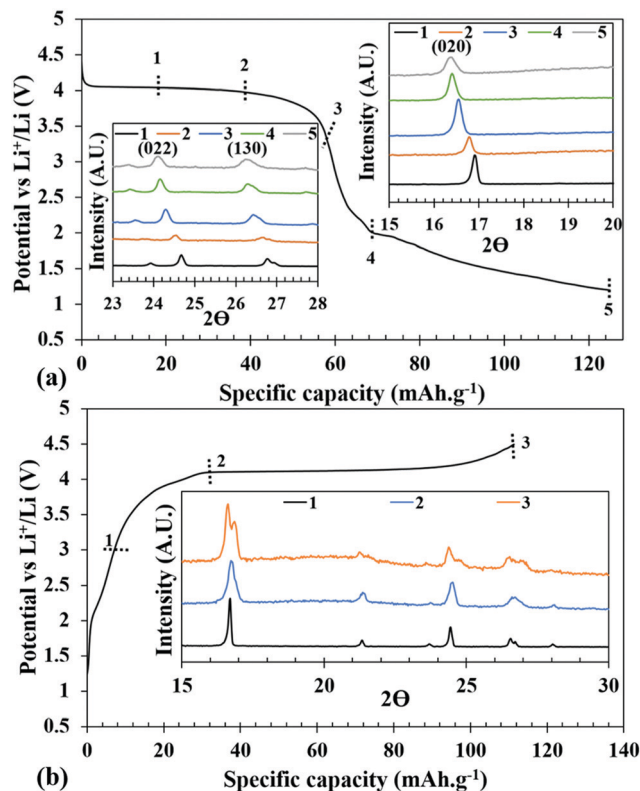 5
1 2 3 4 5
4.5
1 2
(020)
4
3
3.5
1 2 3 4 5
(022) (130)
3
Intensity (A.U.)
Intensity (A.U.)
2.5
15 16 17 18 19 20
2Θ
2
4
1.5
23 24 25 26 27 28
2Θ
1
5
0.5
Potential vs Li⁺/Li (V)
0 20 40 60 80 100 120
(a)
Specific capacity (mAh.g⁻¹)
5
4.5
2 3
4
1 2 3
3.5
3
1
Intensity (A.U.)
2.5
2
1.5
15 20 25 30
2Θ
1
0.5
Potential vs Li⁺/Li (V)
0 20 40 60 80 100 120 140
(b)
Specific capacity (mAh.g⁻¹)